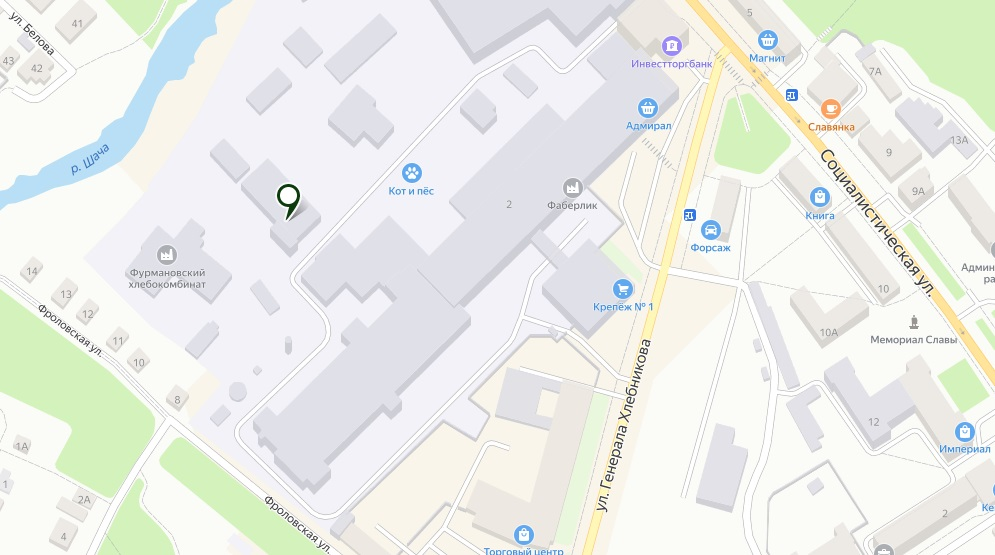 5
41
ул. Белова
43
42
Магнит
Инвестторгбанк
7А
Адмирал
Славянка
13А
9
р. Шача
Кот и пёс
Социалистическая ул.
9А
2
Фаберлик
Книга
Форсаж
14
Фурмановский
хлебокомбинат
Админ
ра
10
13
Крепёж № 1
12
Фроловская ул.
11
10А
Мемориал Славы
10
ул. Генерала Хлебникова
8
12
1А
Империал
1
2А
Фроловская ул.
Ке
2
4
Торговый центр